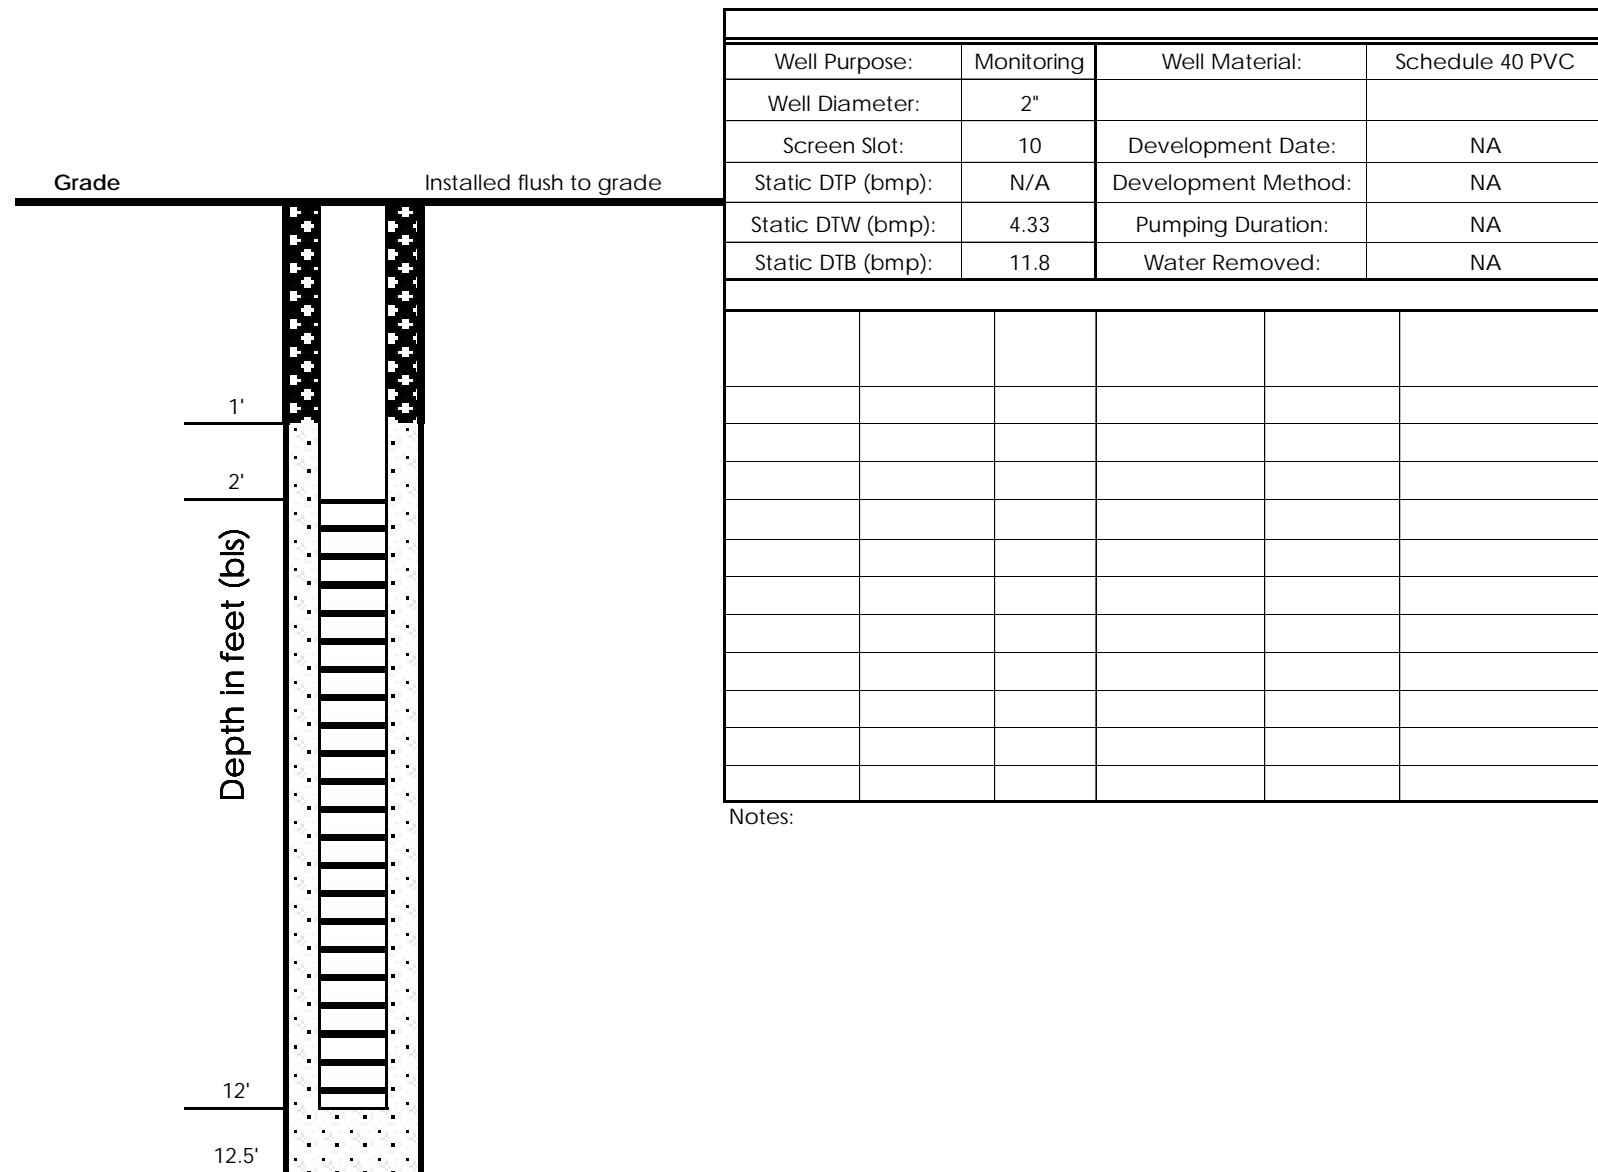 Well Purpose: Monitoring Well Material: Schedule 40 PVC
Well Diameter: 2"
Screen Slot: 10 Development Date: NA
Grade Installed flush to grade Static DTP (bmp): N/A Development Method: NA
Static DTW (bmp): 4.33 Pumping Duration: NA
Static DTB (bmp): 11.8 Water Removed: NA
1'
2'
Depth in feet (bls)
Notes:
12'
12.5'